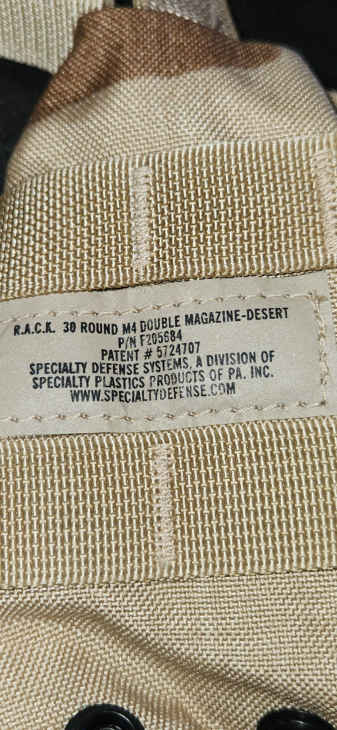 R.A.C.K. 30 ROUND M4 DOUBLE MAGAZINE-DESERT
P/N F205684
PATENT # 5724707
SPECIALTY DEFENSE SYSTEMS, A DIVISION OF
SPECIALTY PLASTICS PRODUCTS OF PA. INC.
WWW.SPECIALTYDEFENSE.COM